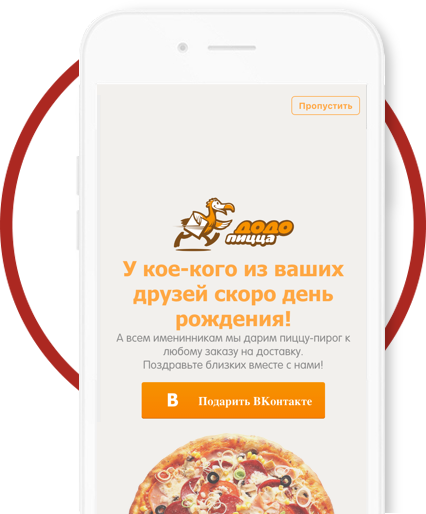 Пропустить
ДОДО
ПИЦЦА
У кое-кого из ваших
друзей скоро день
рождения!
А всем именинникам мы дарим пиццу-пирог к
любому заказу на доставку.
Поздравьте близких вместе с нами!
В Подарить ВКонтакте